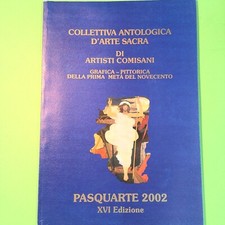 COLLETTIVA ANTOLOGICA
D'ARTE SACRA
DI
ARTISTI COMISANI
GRAFICA - PITTORICA
DELLA PRIMA METÀ DEL NOVECENTO
PASQUARTE 2002
XVI Edizione